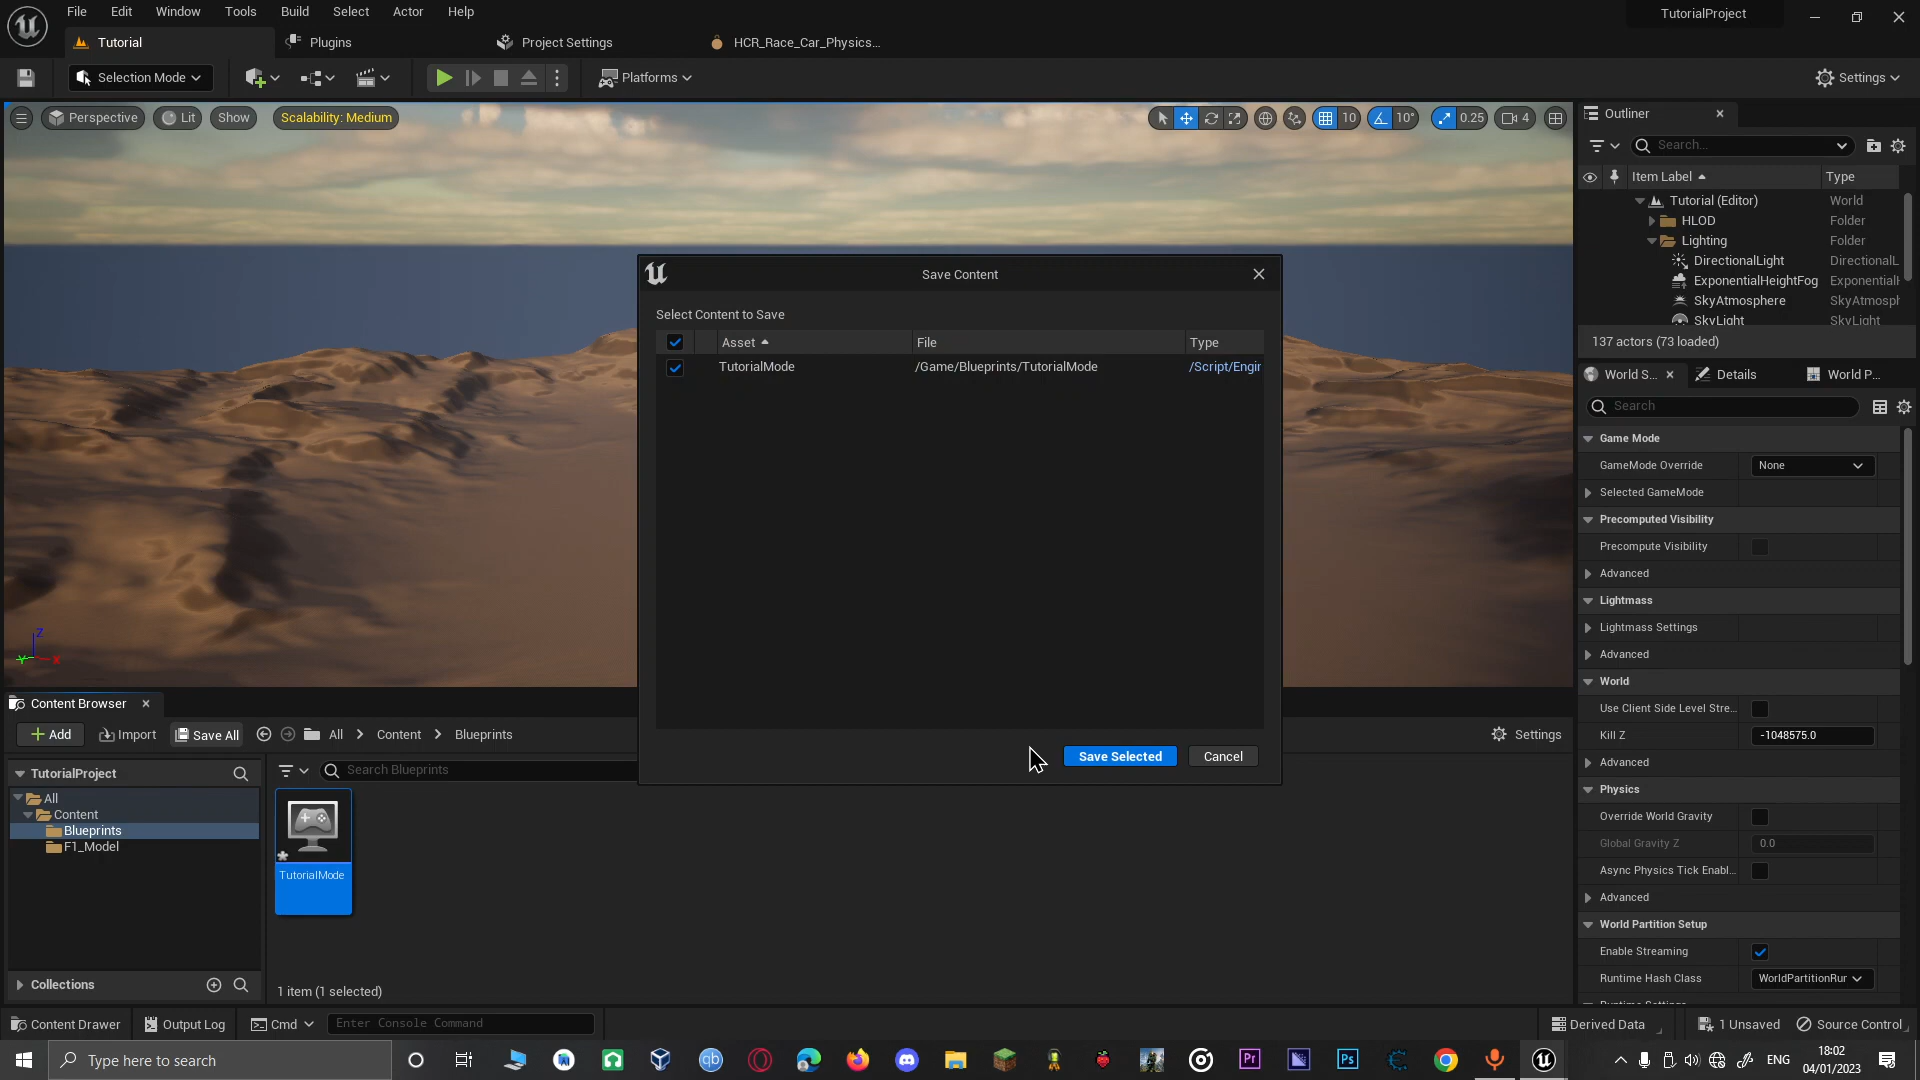 File Edit Window Tools Build Select Actor Help
TutorialProject
Tutorial
Plugins
Project Settings
HCR_Race_Car_Physics...
Selection Mode
Platforms
Settings
Perspective
Lit
Show
Scalability: Medium
10
10°
0.25
4
Outliner
Search...
Item Label
Type
Tutorial (Editor) World
HLOD Folder
Lighting Folder
DirectionalLight DirectionalL
ExponentialHeightFog Exponentiall
SkyAtmosphere SkyAtmosph
SkyLight SkyLight
137 actors (73 loaded)
World S...
Details
World P...
Search
Game Mode
GameMode Override None
Selected GameMode
Precomputed Visibility
Precompute Visibility
Advanced
Lightmass
Lightmass Settings
Advanced
World
Use Client Side Level Stre...
Kill Z -1048575.0
Advanced
Physics
Override World Gravity
Global Gravity Z 0.0
Async Physics Tick Enabl...
Advanced
World Partition Setup
Enable Streaming
Runtime Hash Class WorldPartitionRur
Save Content
Select Content to Save
Asset File Type
TutorialMode /Game/Blueprints/TutorialMode /Script/Engir
Save Selected
Cancel
Z
Y
X
Content Browser
Add
Import
Save All
All
Content
Blueprints
Settings
TutorialProject
Search Blueprints
All
Content
Blueprints
F1_Model
TutorialMode
Collections
1 item (1 selected)
Content Drawer
Output Log
Cmd
Enter Console Command
Derived Data
1 Unsaved
Source Control
Type here to search
qb
Pr
Ps
ENG
18:02
04/01/2023